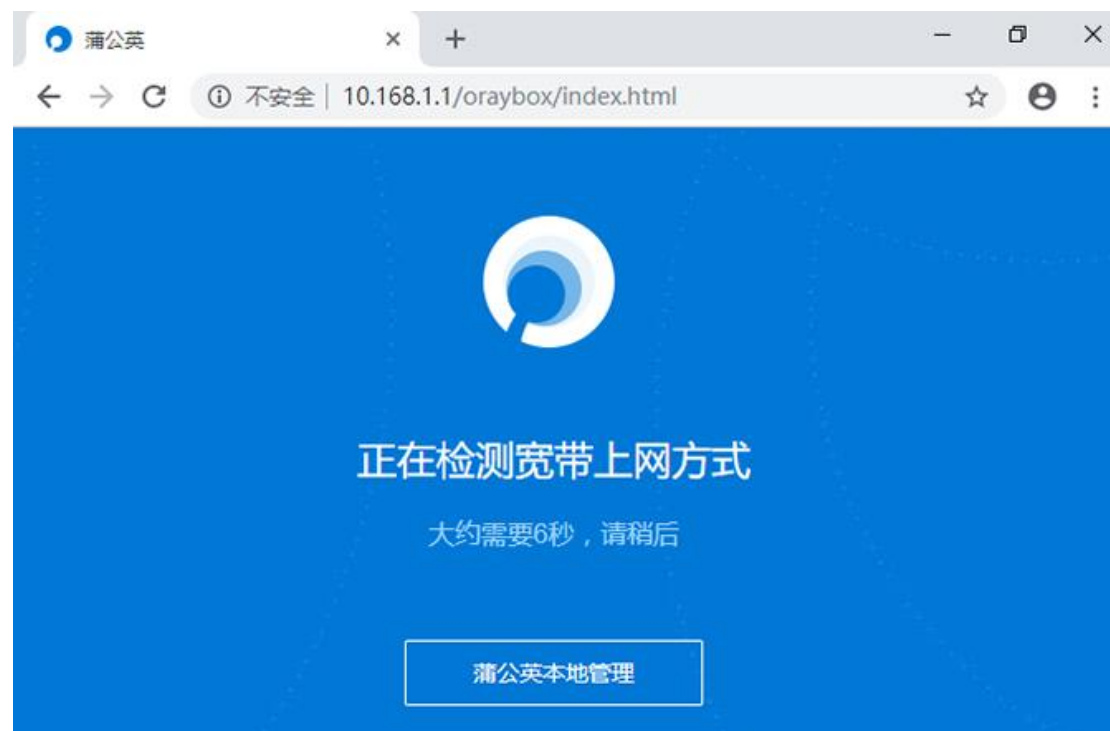 蒲公英
不安全 | 10.168.1.1/oraybox/index.html
正在检测宽带上网方式
大约需要6秒，请稍后
蒲公英本地管理